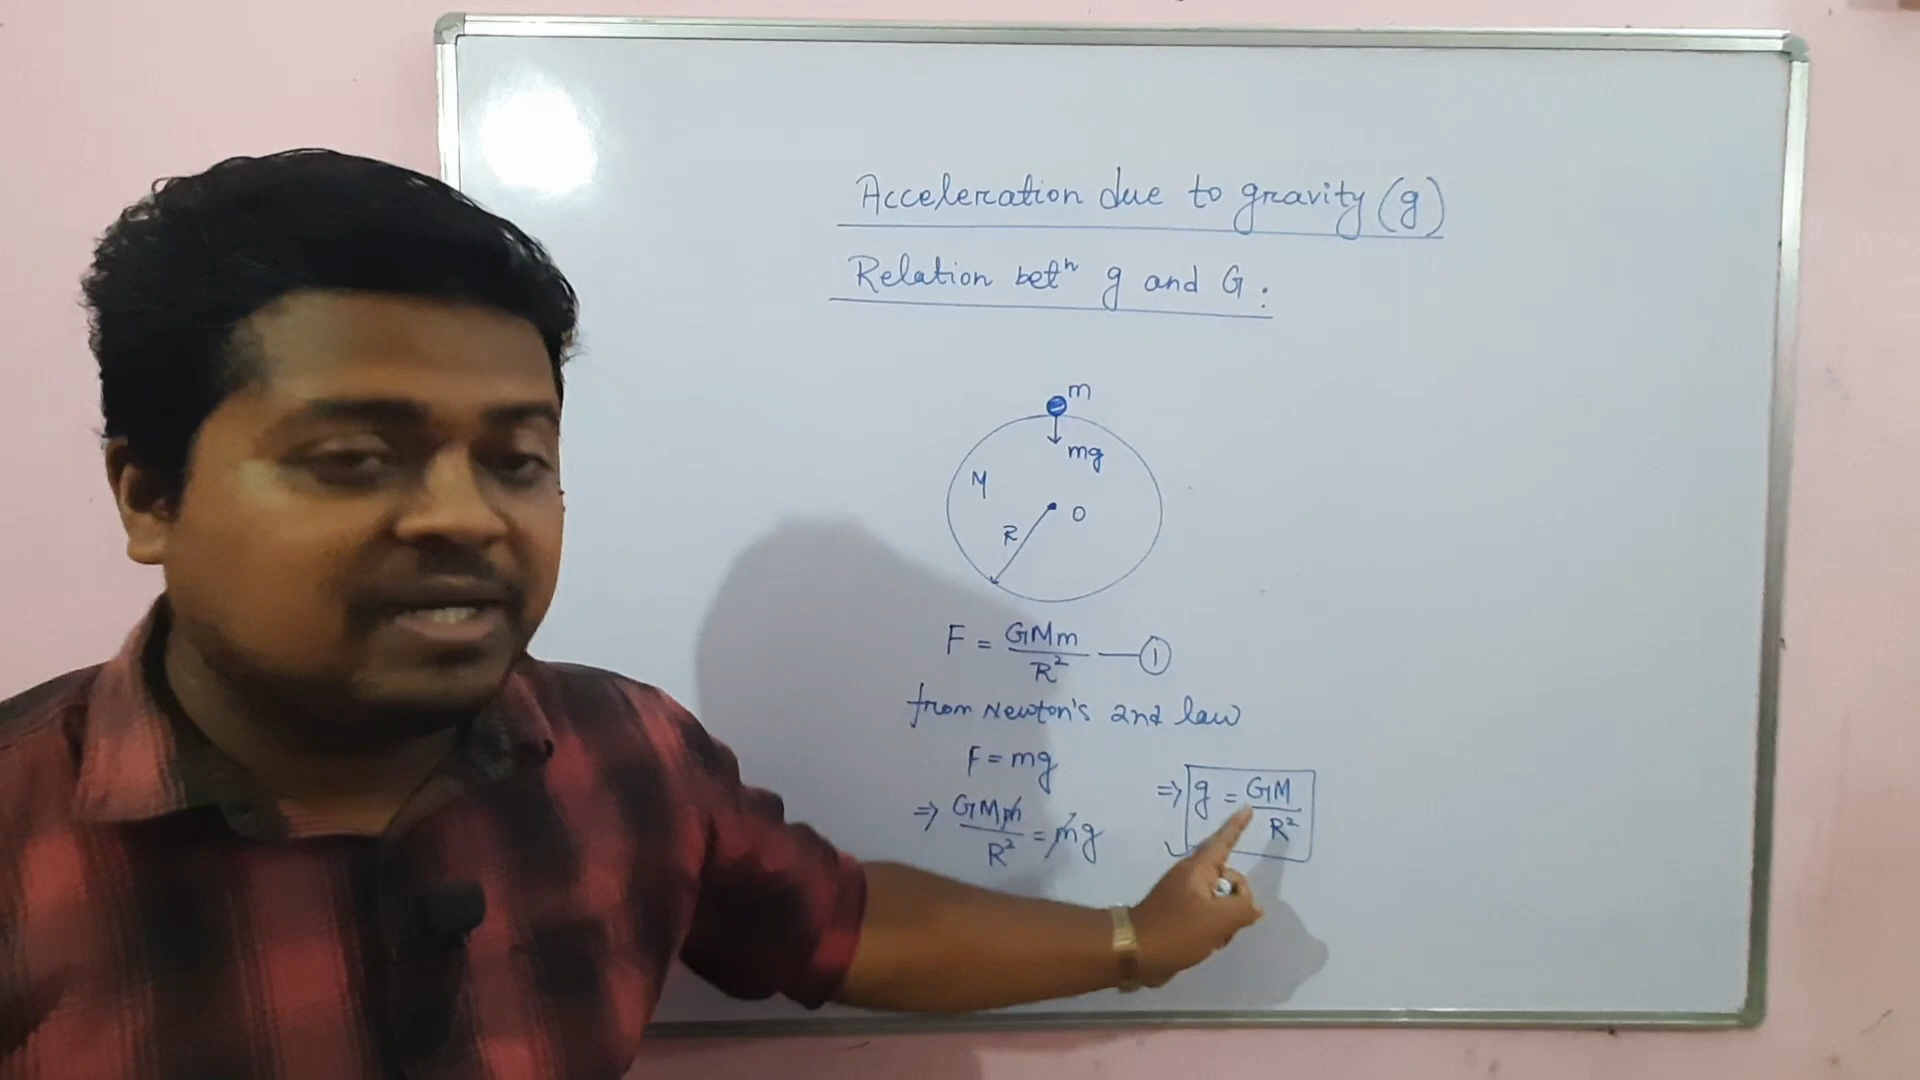 Acceleration due to gravity (g)
Relation betⁿ g and G :
m
mg
M
O
R
F = GMm/R² —①
from Newton's 2nd law
F = mg
⇒ GMm/R² = mg
⇒ g = GM/R²